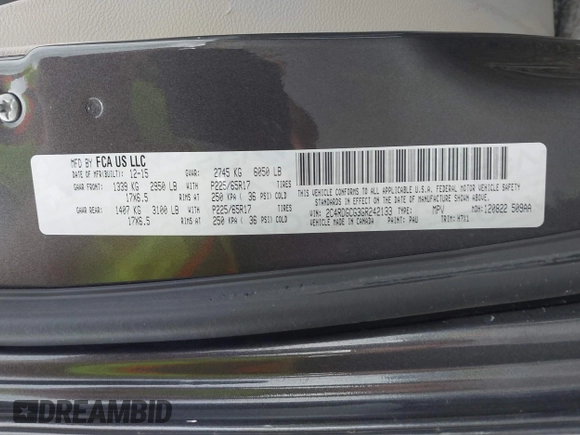 MFD BY FCA US LLC
DATE OF MFR(BUILT): 12-15 GVWR: 2745 KG 6050 LB
GAWR FRONT: 1339 KG 2950 LB WITH P225/65R17 TIRES
17X6.5 RIMS AT 250 KPA ( 36 PSI) COLD
GAWR REAR: 1407 KG 3100 LB WITH P225/65R17 TIRES
17X6.5 RIMS AT 250 KPA ( 36 PSI) COLD
THIS VEHICLE CONFORMS TO ALL APPLICABLE U.S.A. FEDERAL MOTOR VEHICLE SAFETY
STANDARDS IN EFFECT ON THE DATE OF MANUFACTURE SHOWN ABOVE.
VIN: 2C4RDGCG3GR242133 TYPE: MPV MDH: 120822 509AA
VEHICLE MADE IN CANADA PAINT: PAU TRIM: H7X1
DREAMBID